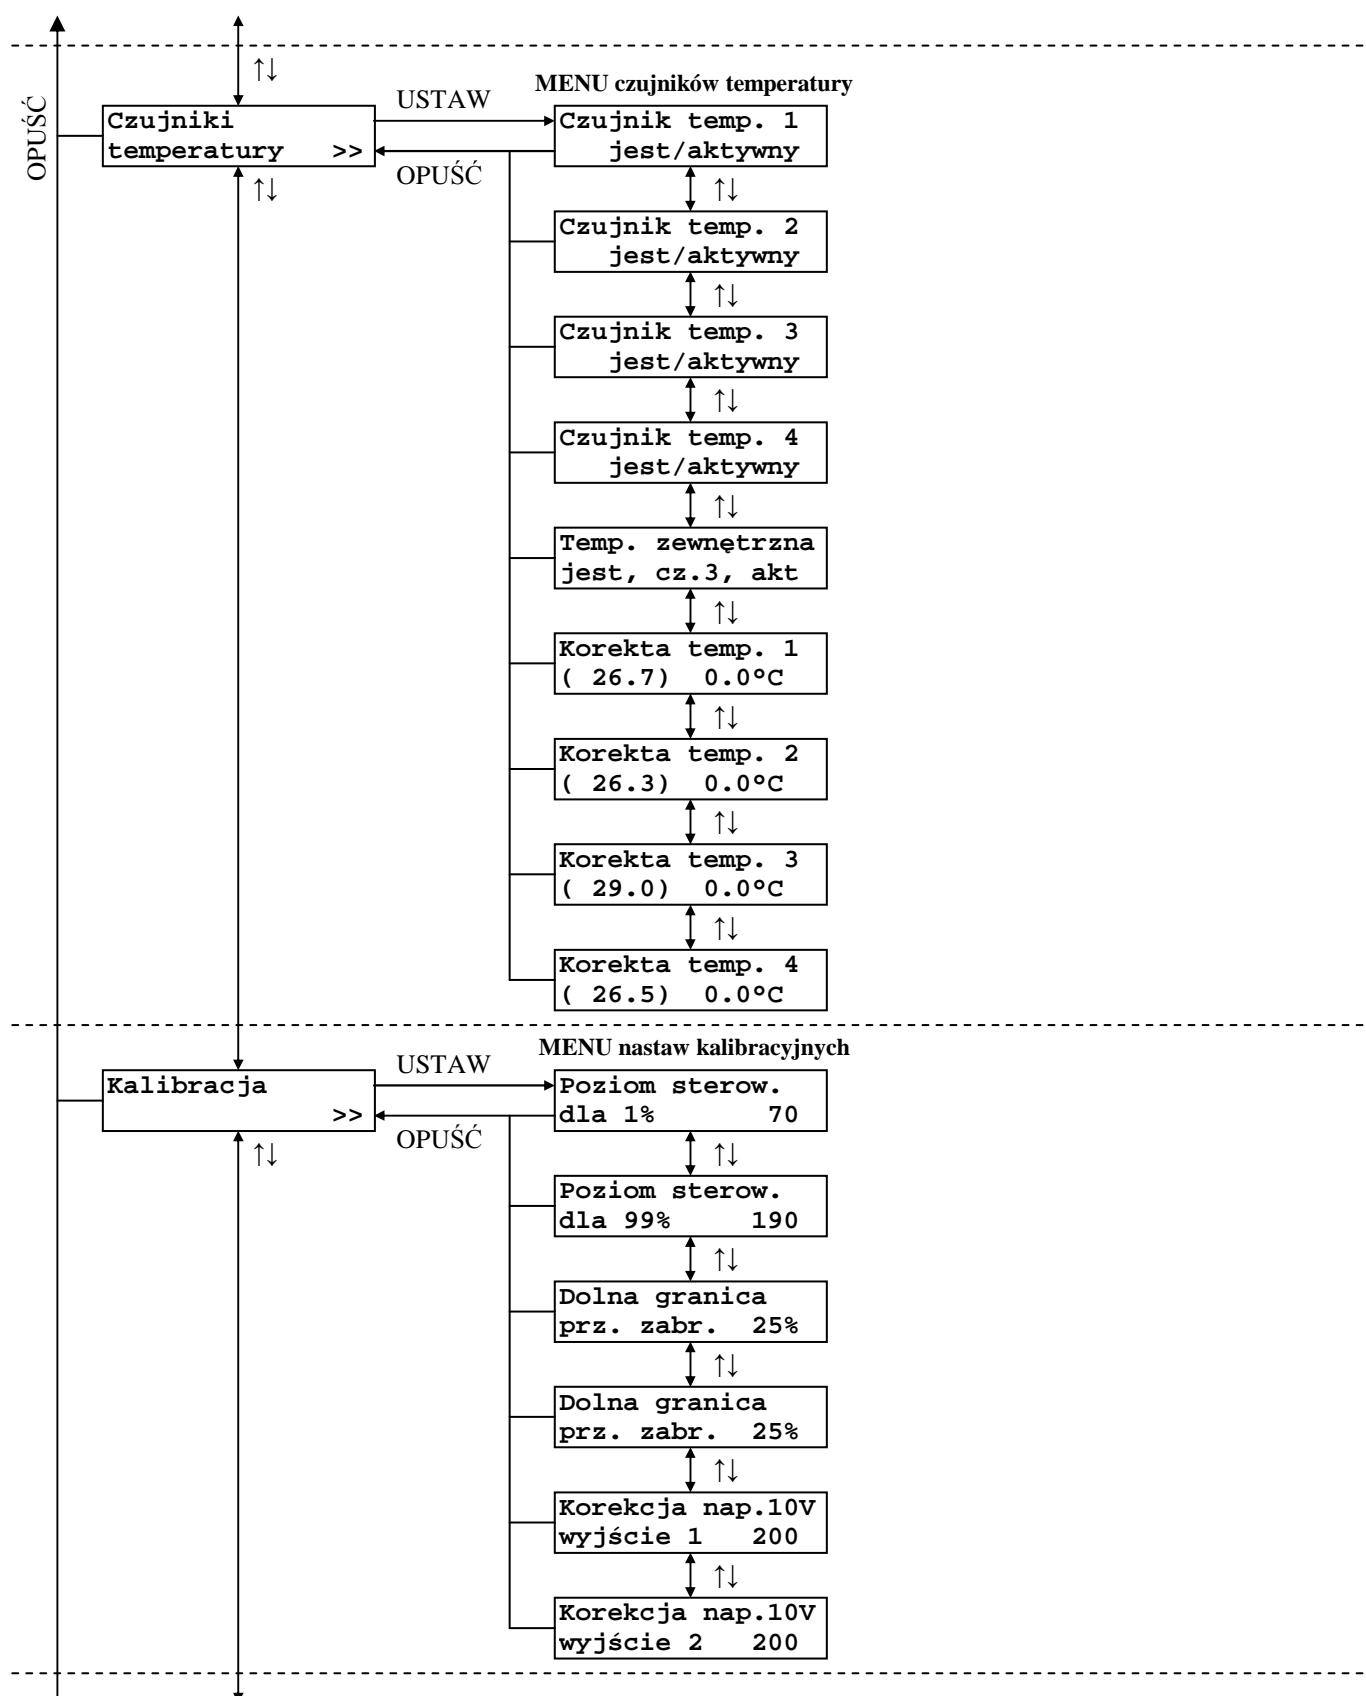 ↑↓
MENU czujników temperatury
OPUŚĆ
USTAW
Czujniki
temperatury >>
OPUŚĆ
↑↓
Czujnik temp. 1
jest/aktywny
↑↓
Czujnik temp. 2
jest/aktywny
↑↓
Czujnik temp. 3
jest/aktywny
↑↓
Czujnik temp. 4
jest/aktywny
↑↓
Temp. zewnętrzna
jest, cz.3, akt
↑↓
Korekta temp. 1
( 26.7) 0.0ºC
↑↓
Korekta temp. 2
( 26.3) 0.0ºC
↑↓
Korekta temp. 3
( 29.0) 0.0ºC
↑↓
Korekta temp. 4
( 26.5) 0.0ºC
MENU nastaw kalibracyjnych
USTAW
Kalibracja
>>
OPUŚĆ
↑↓
Poziom sterow.
dla 1% 70
↑↓
Poziom sterow.
dla 99% 190
↑↓
Dolna granica
prz. zabr. 25%
↑↓
Dolna granica
prz. zabr. 25%
↑↓
Korekcja nap.10V
wyjście 1 200
↑↓
Korekcja nap.10V
wyjście 2 200